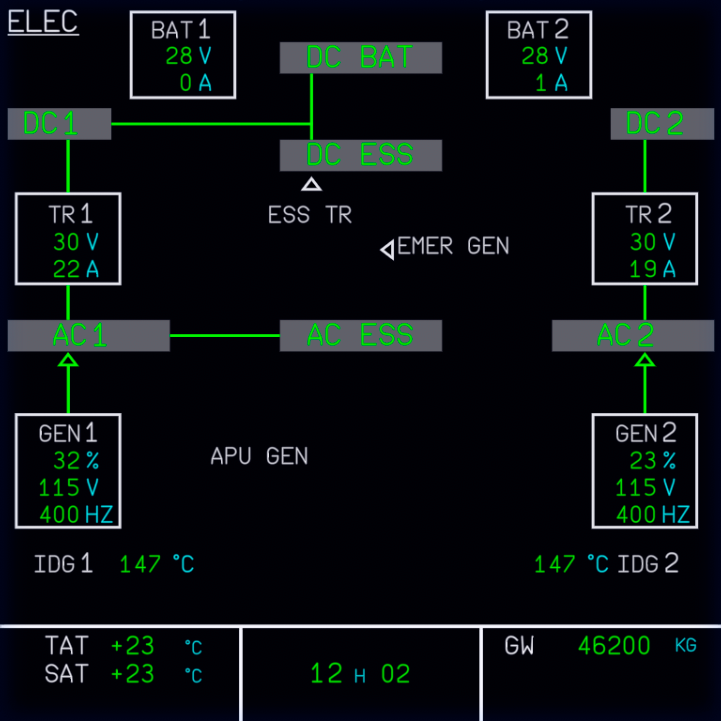 ELEC
BAT 1
28 V
0 A
DC BAT
BAT 2
28 V
1 A
DC 1
DC ESS
DC 2
TR 1
30 V
22 A
ESS TR
EMER GEN
TR 2
30 V
19 A
AC 1
AC ESS
AC 2
GEN 1
32 %
115 V
400 HZ
APU GEN
GEN 2
23 %
115 V
400 HZ
IDG 1 147 °C
147 °C IDG 2
TAT +23 °C
SAT +23 °C
12 H 02
GW 46200 KG